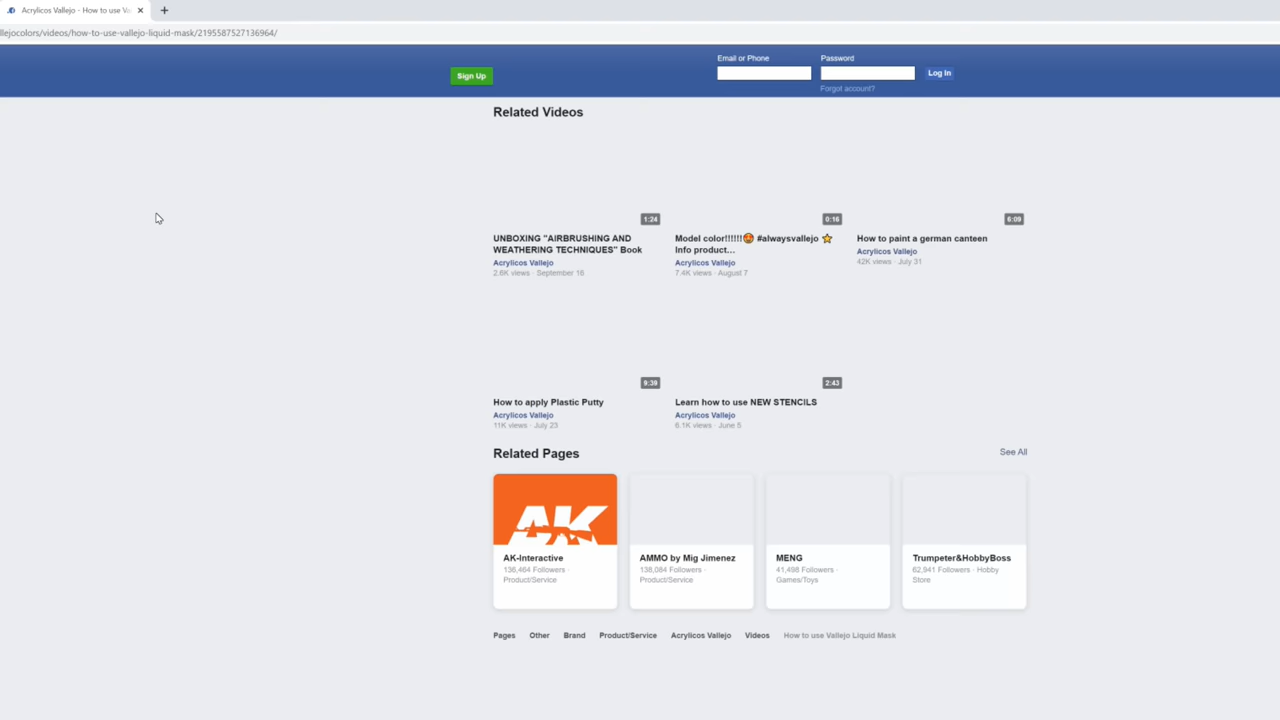 Acrylicos Vallejo - How to use Va
llejocolors/videos/how-to-use-vallejo-liquid-mask/2195587527136964/
Email or Phone
Password
Sign Up
Log In
Forgot account?
Related Videos
1:24
0:16
6:09
UNBOXING "AIRBRUSHING AND
WEATHERING TECHNIQUES" Book
Acrylicos Vallejo
2.6K views · September 16
Model color!!!!!!🥵 #alwaysvallejo ⭐
Info product...
Acrylicos Vallejo
7.4K views · August 7
How to paint a german canteen
Acrylicos Vallejo
42K views · July 31
9:39
2:43
How to apply Plastic Putty
Acrylicos Vallejo
11K views · July 23
Learn how to use NEW STENCILS
Acrylicos Vallejo
6.1K views · June 5
Related Pages
See All
AK
AK-Interactive
136,464 Followers ·
Product/Service
AMMO by Mig Jimenez
138,084 Followers ·
Product/Service
MENG
41,498 Followers ·
Games/Toys
Trumpeter&HobbyBoss
62,941 Followers · Hobby
Store
Pages Other Brand Product/Service Acrylicos Vallejo Videos How to use Vallejo Liquid Mask